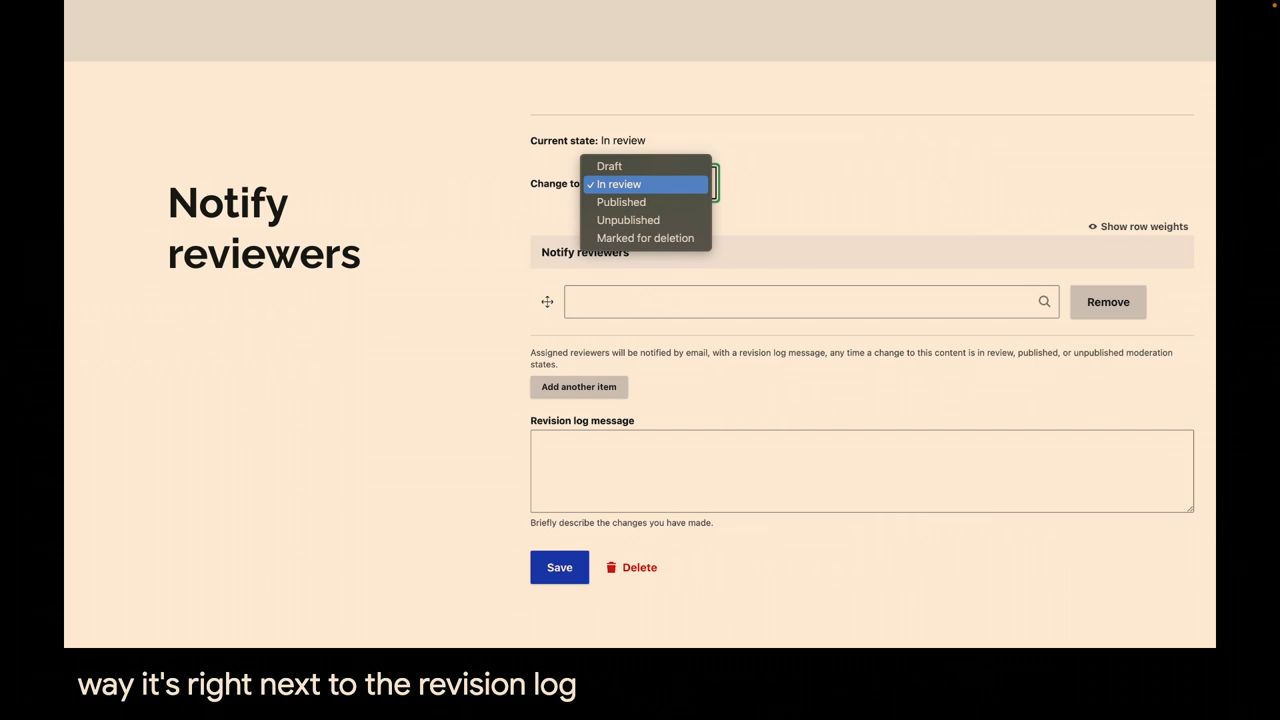 Notify
reviewers
Current state: In review
Change to
Draft
✓ In review
Published
Unpublished
Marked for deletion
Show row weights
Notify reviewers
Remove
Assigned reviewers will be notified by email, with a revision log message, any time a change to this content is in review, published, or unpublished moderation
states.
Add another item
Revision log message
Briefly describe the changes you have made.
Save
Delete
way it's right next to the revision log